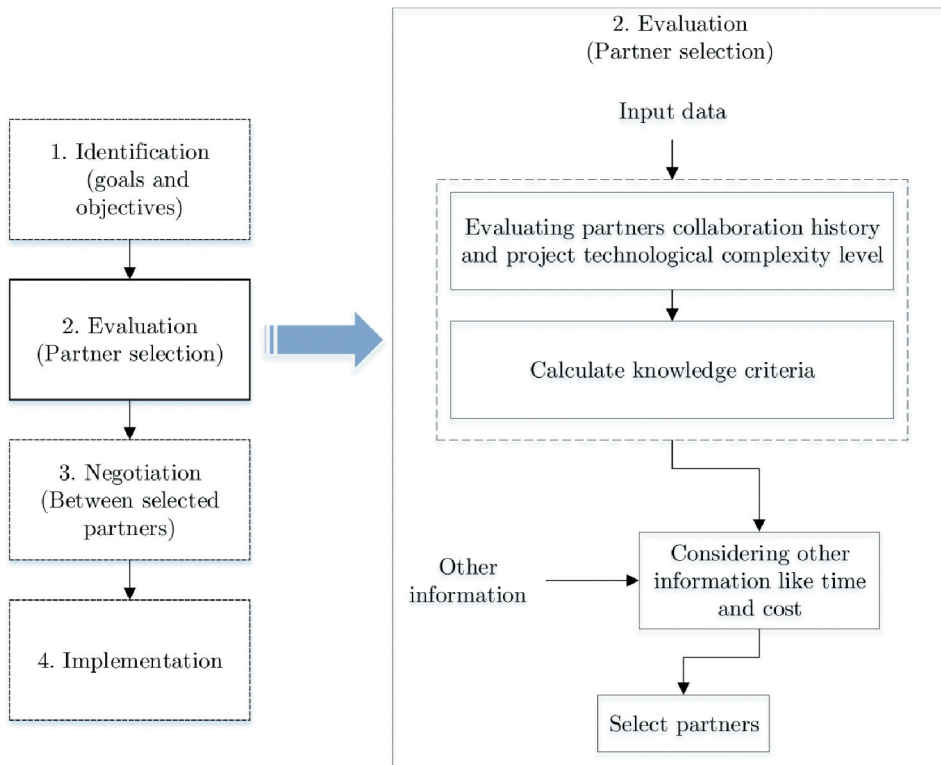 1. Identification
(goals and
objectives)
2. Evaluation
(Partner selection)
3. Negotiation
(Between selected
partners)
4. Implementation
2. Evaluation
(Partner selection)
Input data
Evaluating partners collaboration history
and project technological complexity level
Calculate knowledge criteria
Other
information
Considering other
information like time
and cost
Select partners